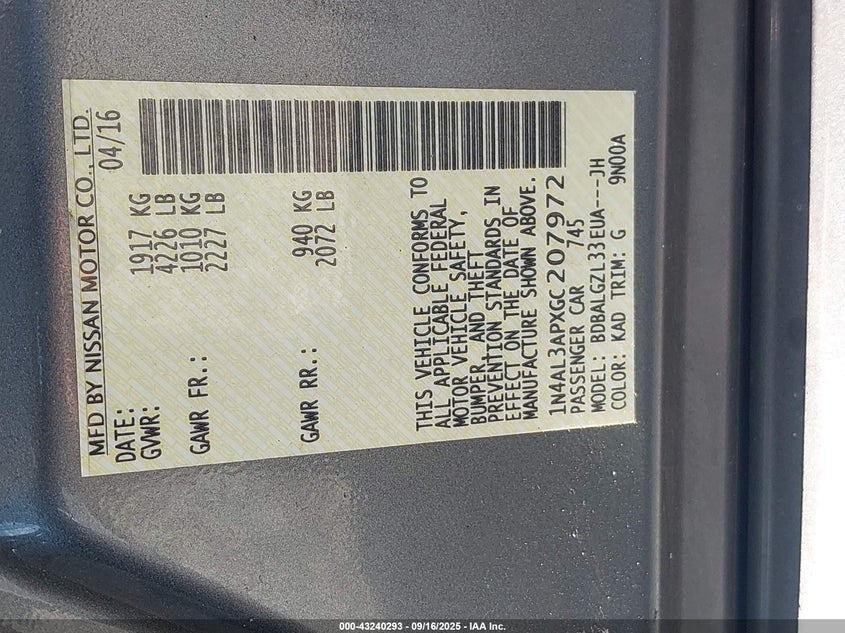 MFD BY NISSAN MOTOR CO., LTD.
DATE: 04/16
GVWR: 1917 KG
4226 LB
GAWR FR.: 1010 KG
2227 LB
GAWR RR.: 940 KG
2072 LB
THIS VEHICLE CONFORMS TO
ALL APPLICABLE FEDERAL
MOTOR VEHICLE SAFETY,
BUMPER, AND THEFT
PREVENTION STANDARDS IN
EFFECT ON THE DATE OF
MANUFACTURE SHOWN ABOVE.
1N4AL3APXGC207972
PASSENGER CAR 745
MODEL: BDBALGZL33EUA---JH
COLOR: KAD TRIM: G 9N00A
000-43240293 - 09/16/2025 - IAA Inc.